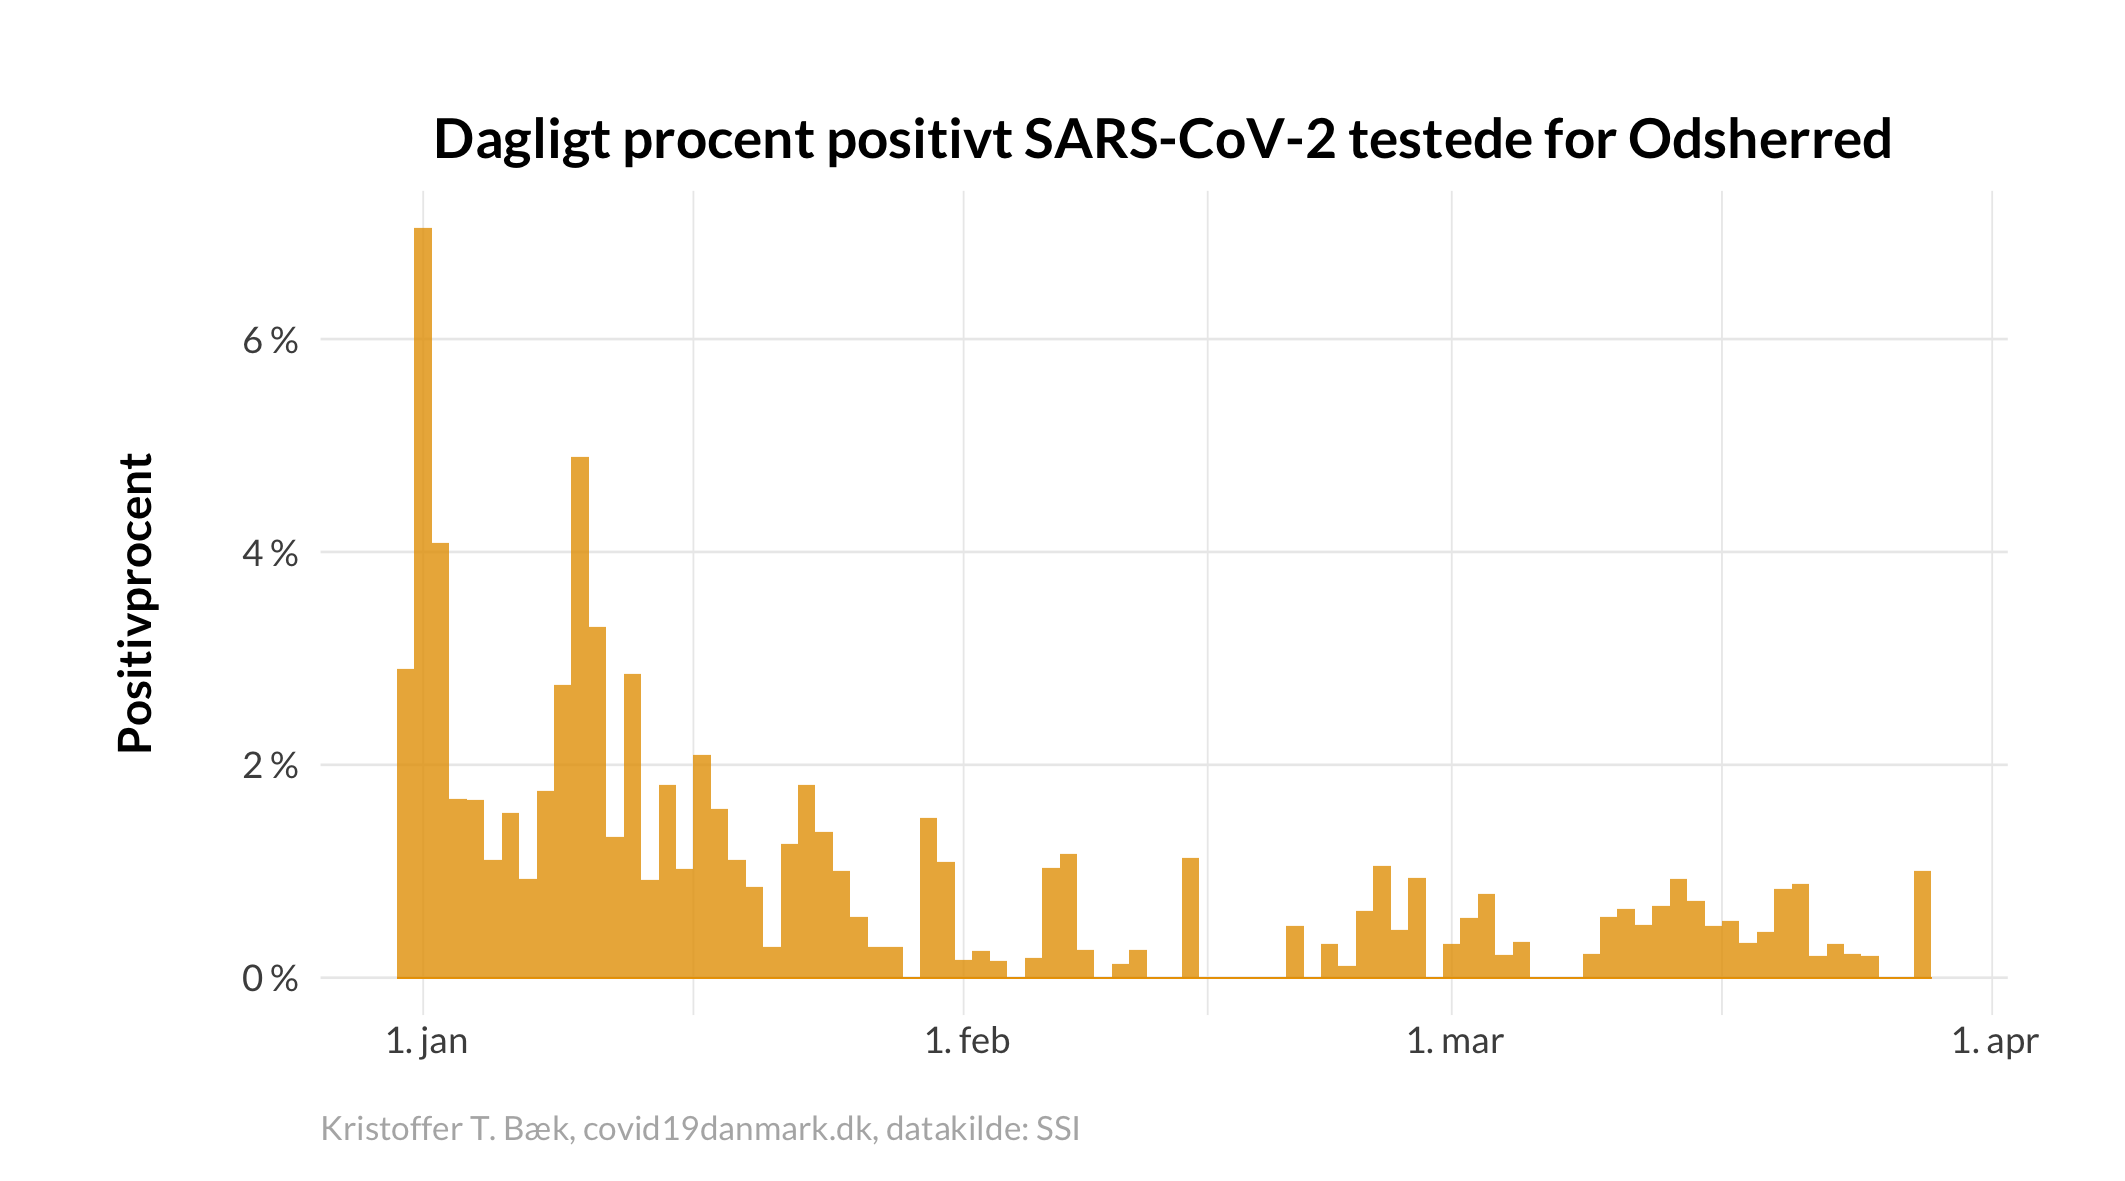 Dagligt procent positivt SARS-CoV-2 testede for Odsherred
Positivprocent
6 %
4 %
2 %
0 %
1. jan
1. feb
1. mar
1. apr
Kristoffer T. Bæk, covid19danmark.dk, datakilde: SSI